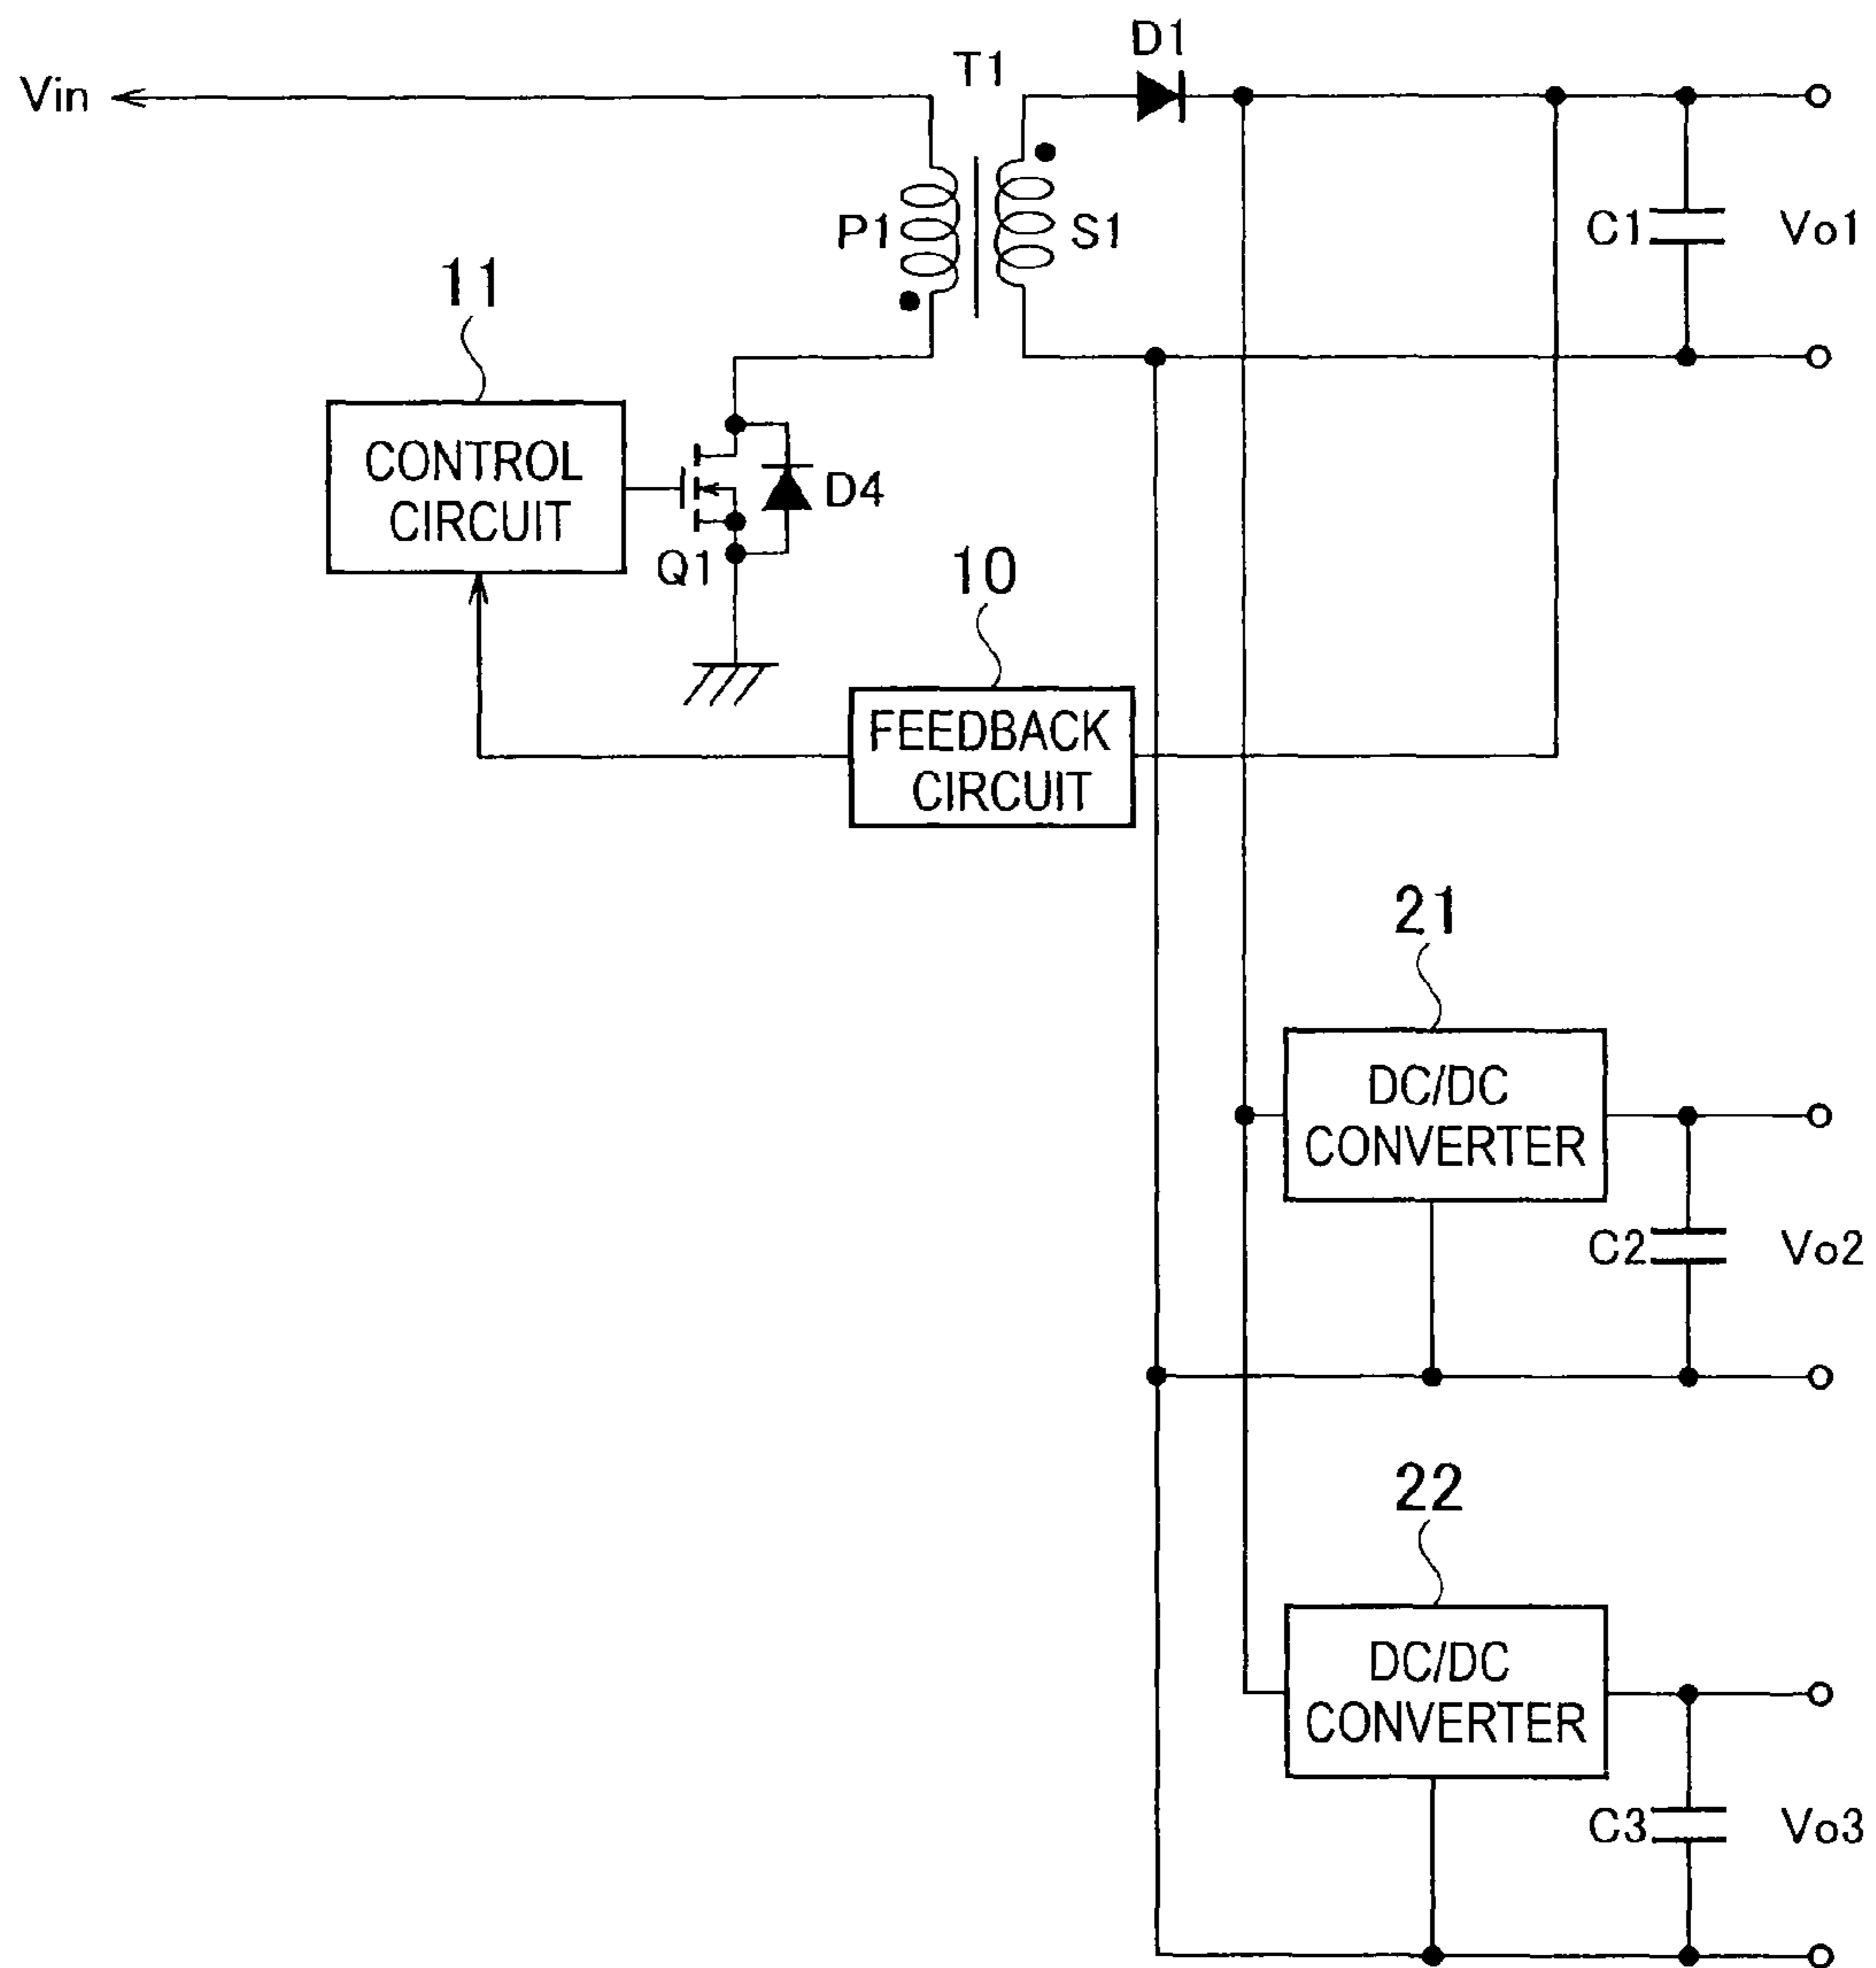 D1
T1
Vin
P1
S1
C1
Vo1
11
CONTROL
CIRCUIT
D4
Q1
10
FEEDBACK
CIRCUIT
21
DC/DC
CONVERTER
C2
Vo2
22
DC/DC
CONVERTER
C3
Vo3